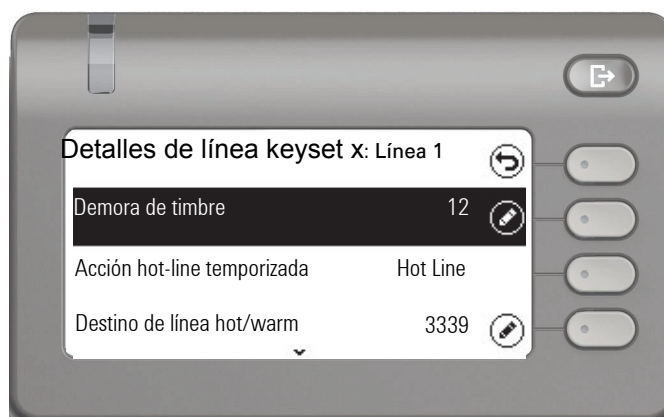 Detalles de línea keyset x: Línea 1
Demora de timbre 12
Acción hot-line temporizada Hot Line
Destino de línea hot/warm 3339